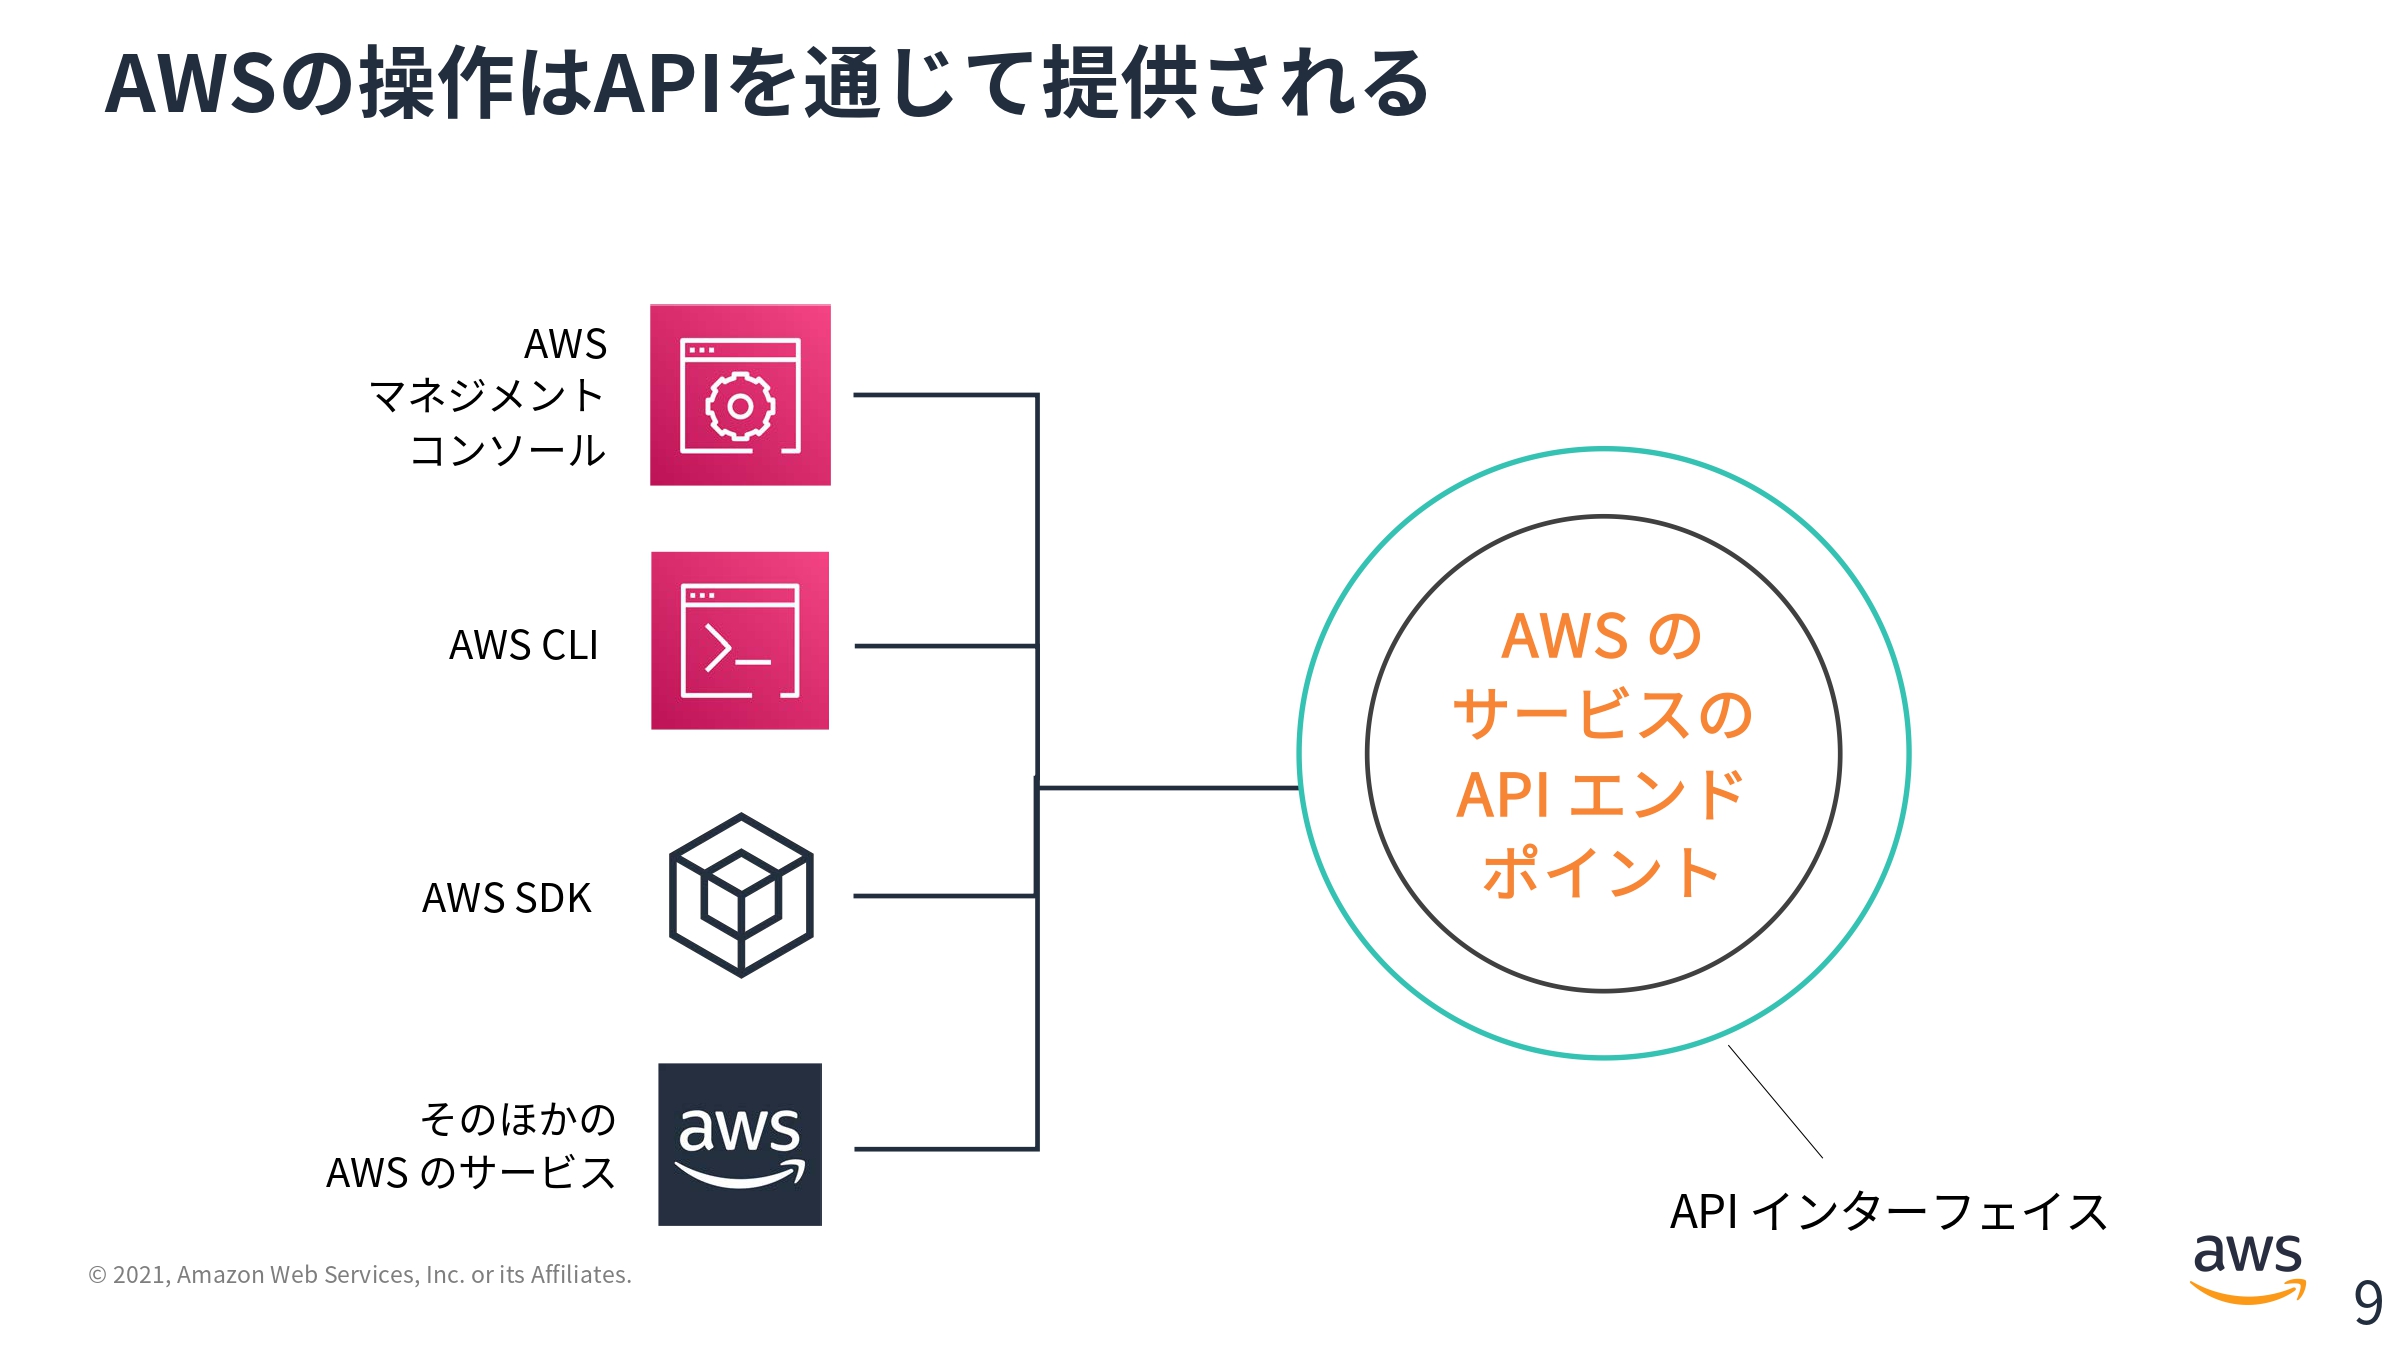 AWSの操作はAPIを通じて提供される
AWS
マネジメント
コンソール
AWS CLI
AWS SDK
そのほかの
AWS のサービス
aws
AWS の
サービスの
API エンド
ポイント
API インターフェイス
© 2021, Amazon Web Services, Inc. or its Affiliates.
aws
9